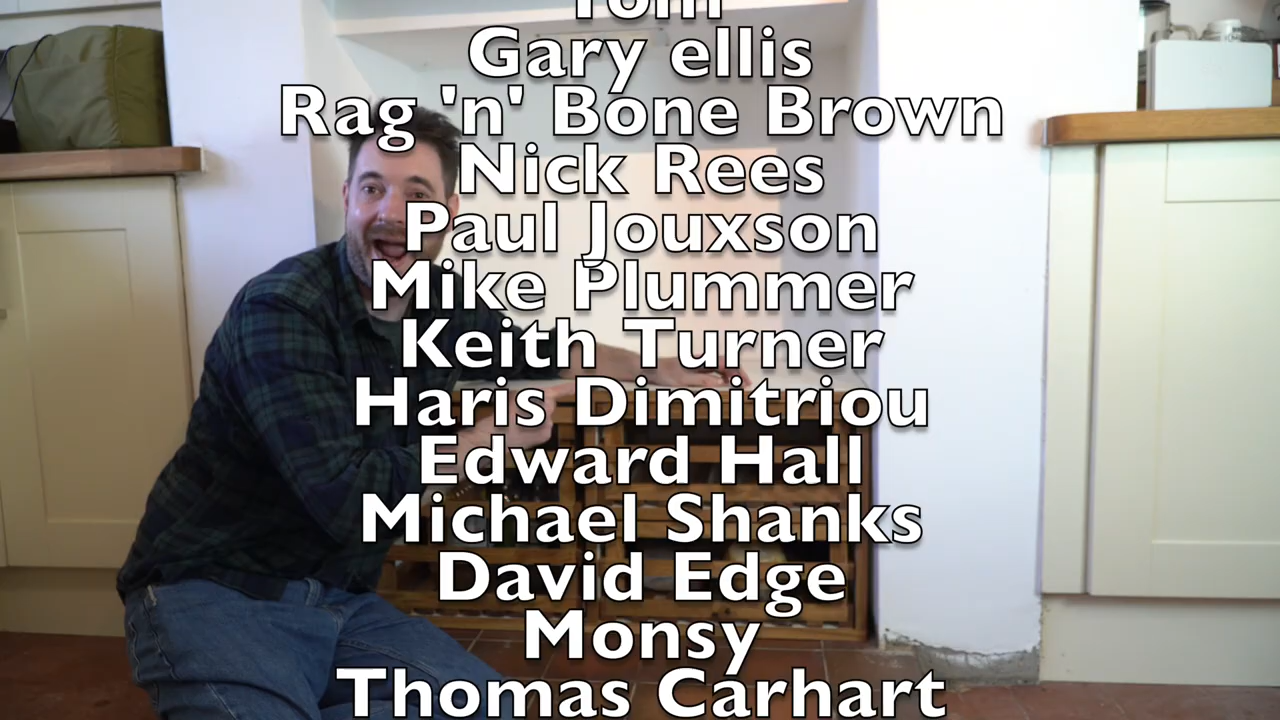 Tom
Gary ellis
Rag 'n' Bone Brown
Nick Rees
Paul Jouxson
Mike Plummer
Keith Turner
Haris Dimitriou
Edward Hall
Michael Shanks
David Edge
Monsy
Thomas Carhart